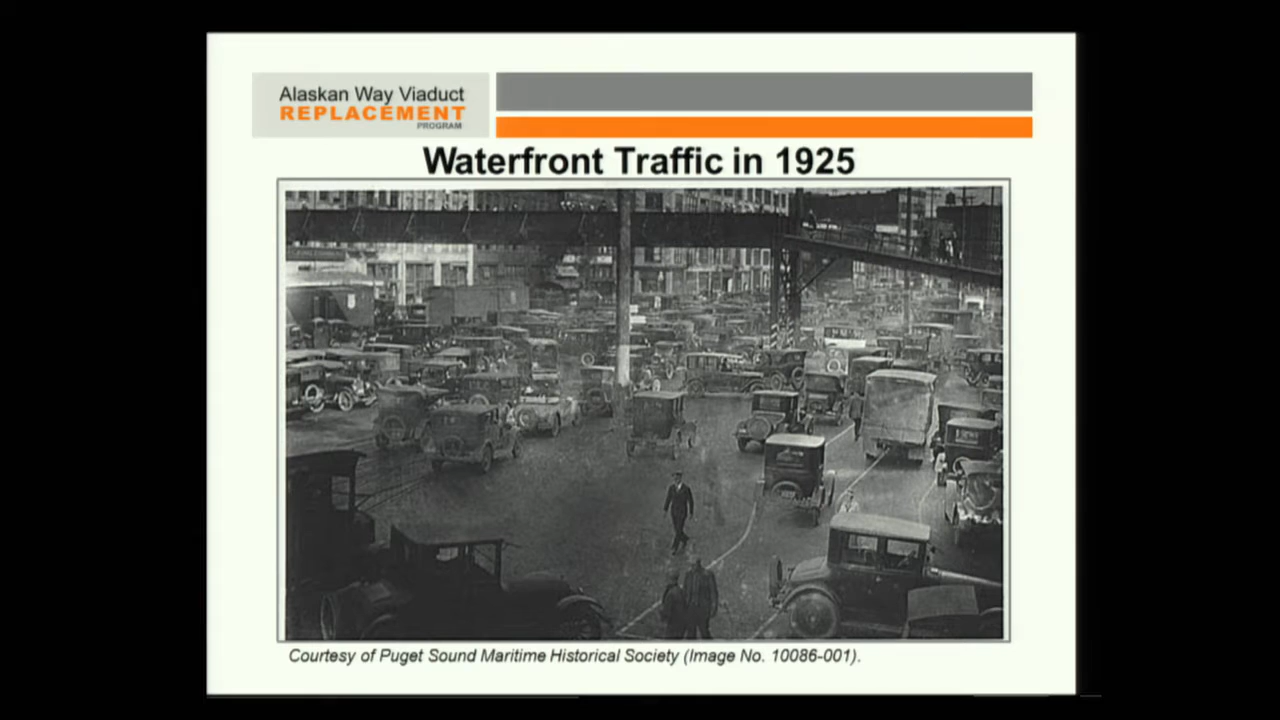 Alaskan Way Viaduct
REPLACEMENT
PROGRAM
Waterfront Traffic in 1925
Courtesy of Puget Sound Maritime Historical Society (Image No. 10086-001).